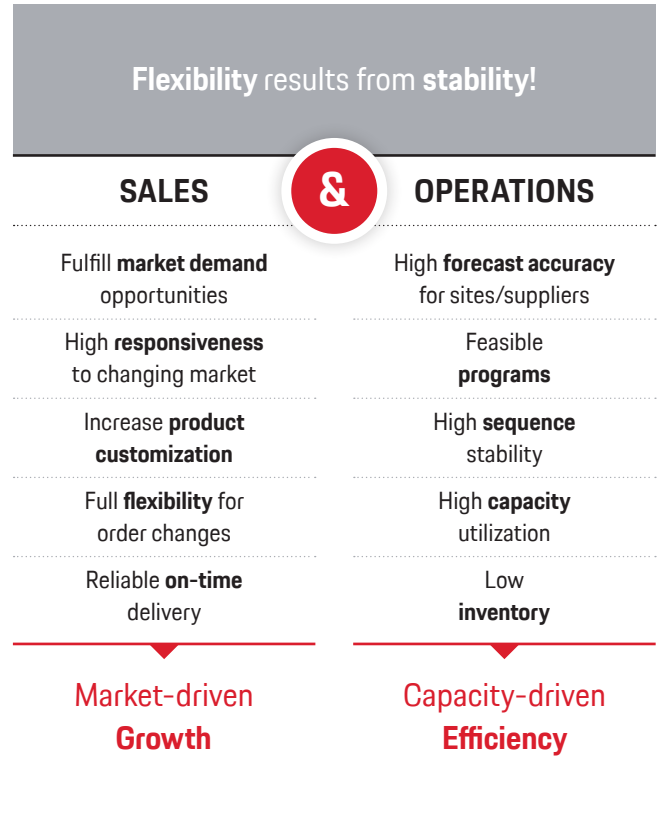 Flexibility results from stability!
SALES
&
OPERATIONS
Fulfill market demand
opportunities
High responsiveness
to changing market
Increase product
customization
Full flexibility for
order changes
Reliable on-time
delivery
Market-driven
Growth
High forecast accuracy
for sites/suppliers
Feasible
programs
High sequence
stability
High capacity
utilization
Low
inventory
Capacity-driven
Efficiency